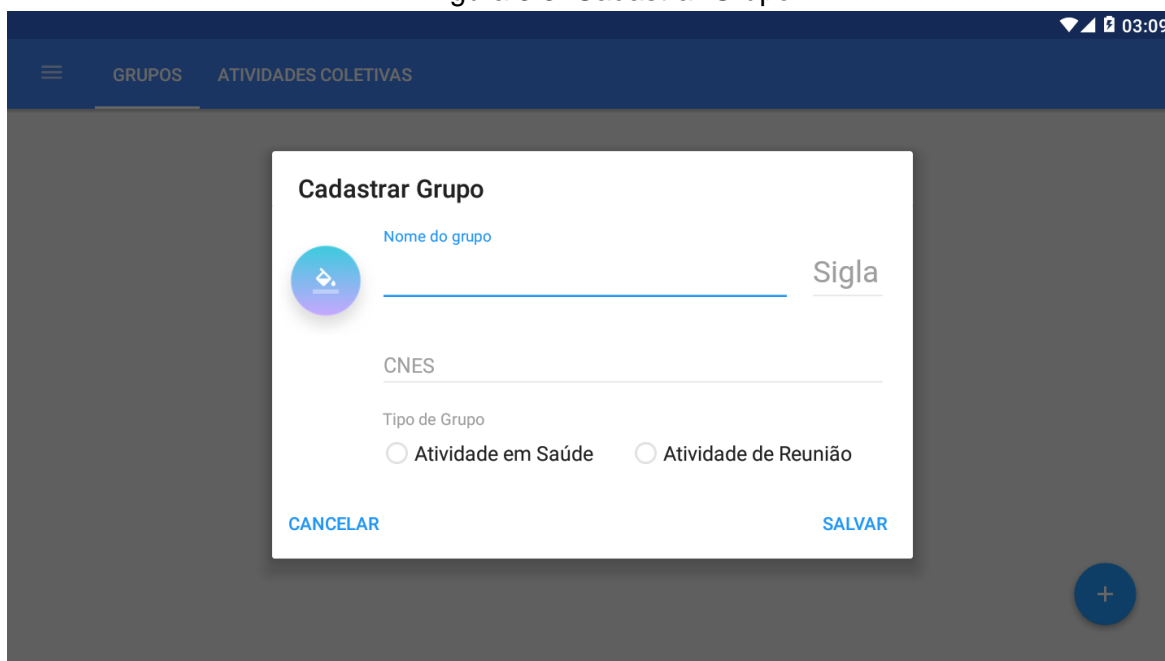 03:09
GRUPOS ATIVIDADES COLETIVAS
Cadastrar Grupo
Nome do grupo
Sigla
CNES
Tipo de Grupo
Atividade em Saúde Atividade de Reunião
CANCELAR SALVAR